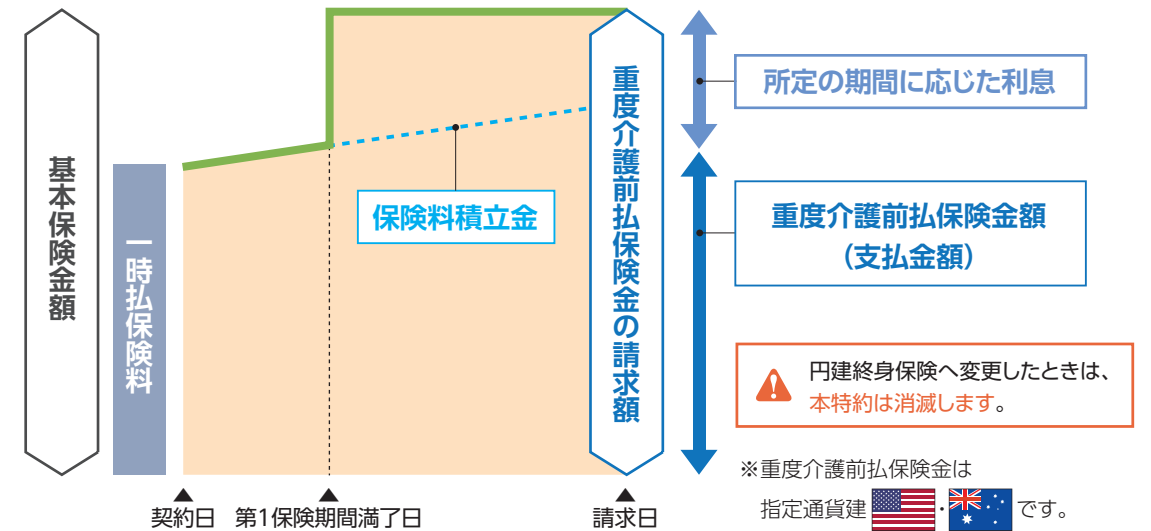 基本保険金額
一時払保険料
保険料積立金
重度介護前払保険金の請求額
所定の期間に応じた利息
重度介護前払保険金額
（支払金額）
円建終身保険へ変更したときは、
本特約は消滅します。
※重度介護前払保険金は
指定通貨建・です。
契約日
第1保険期間満了日
請求日